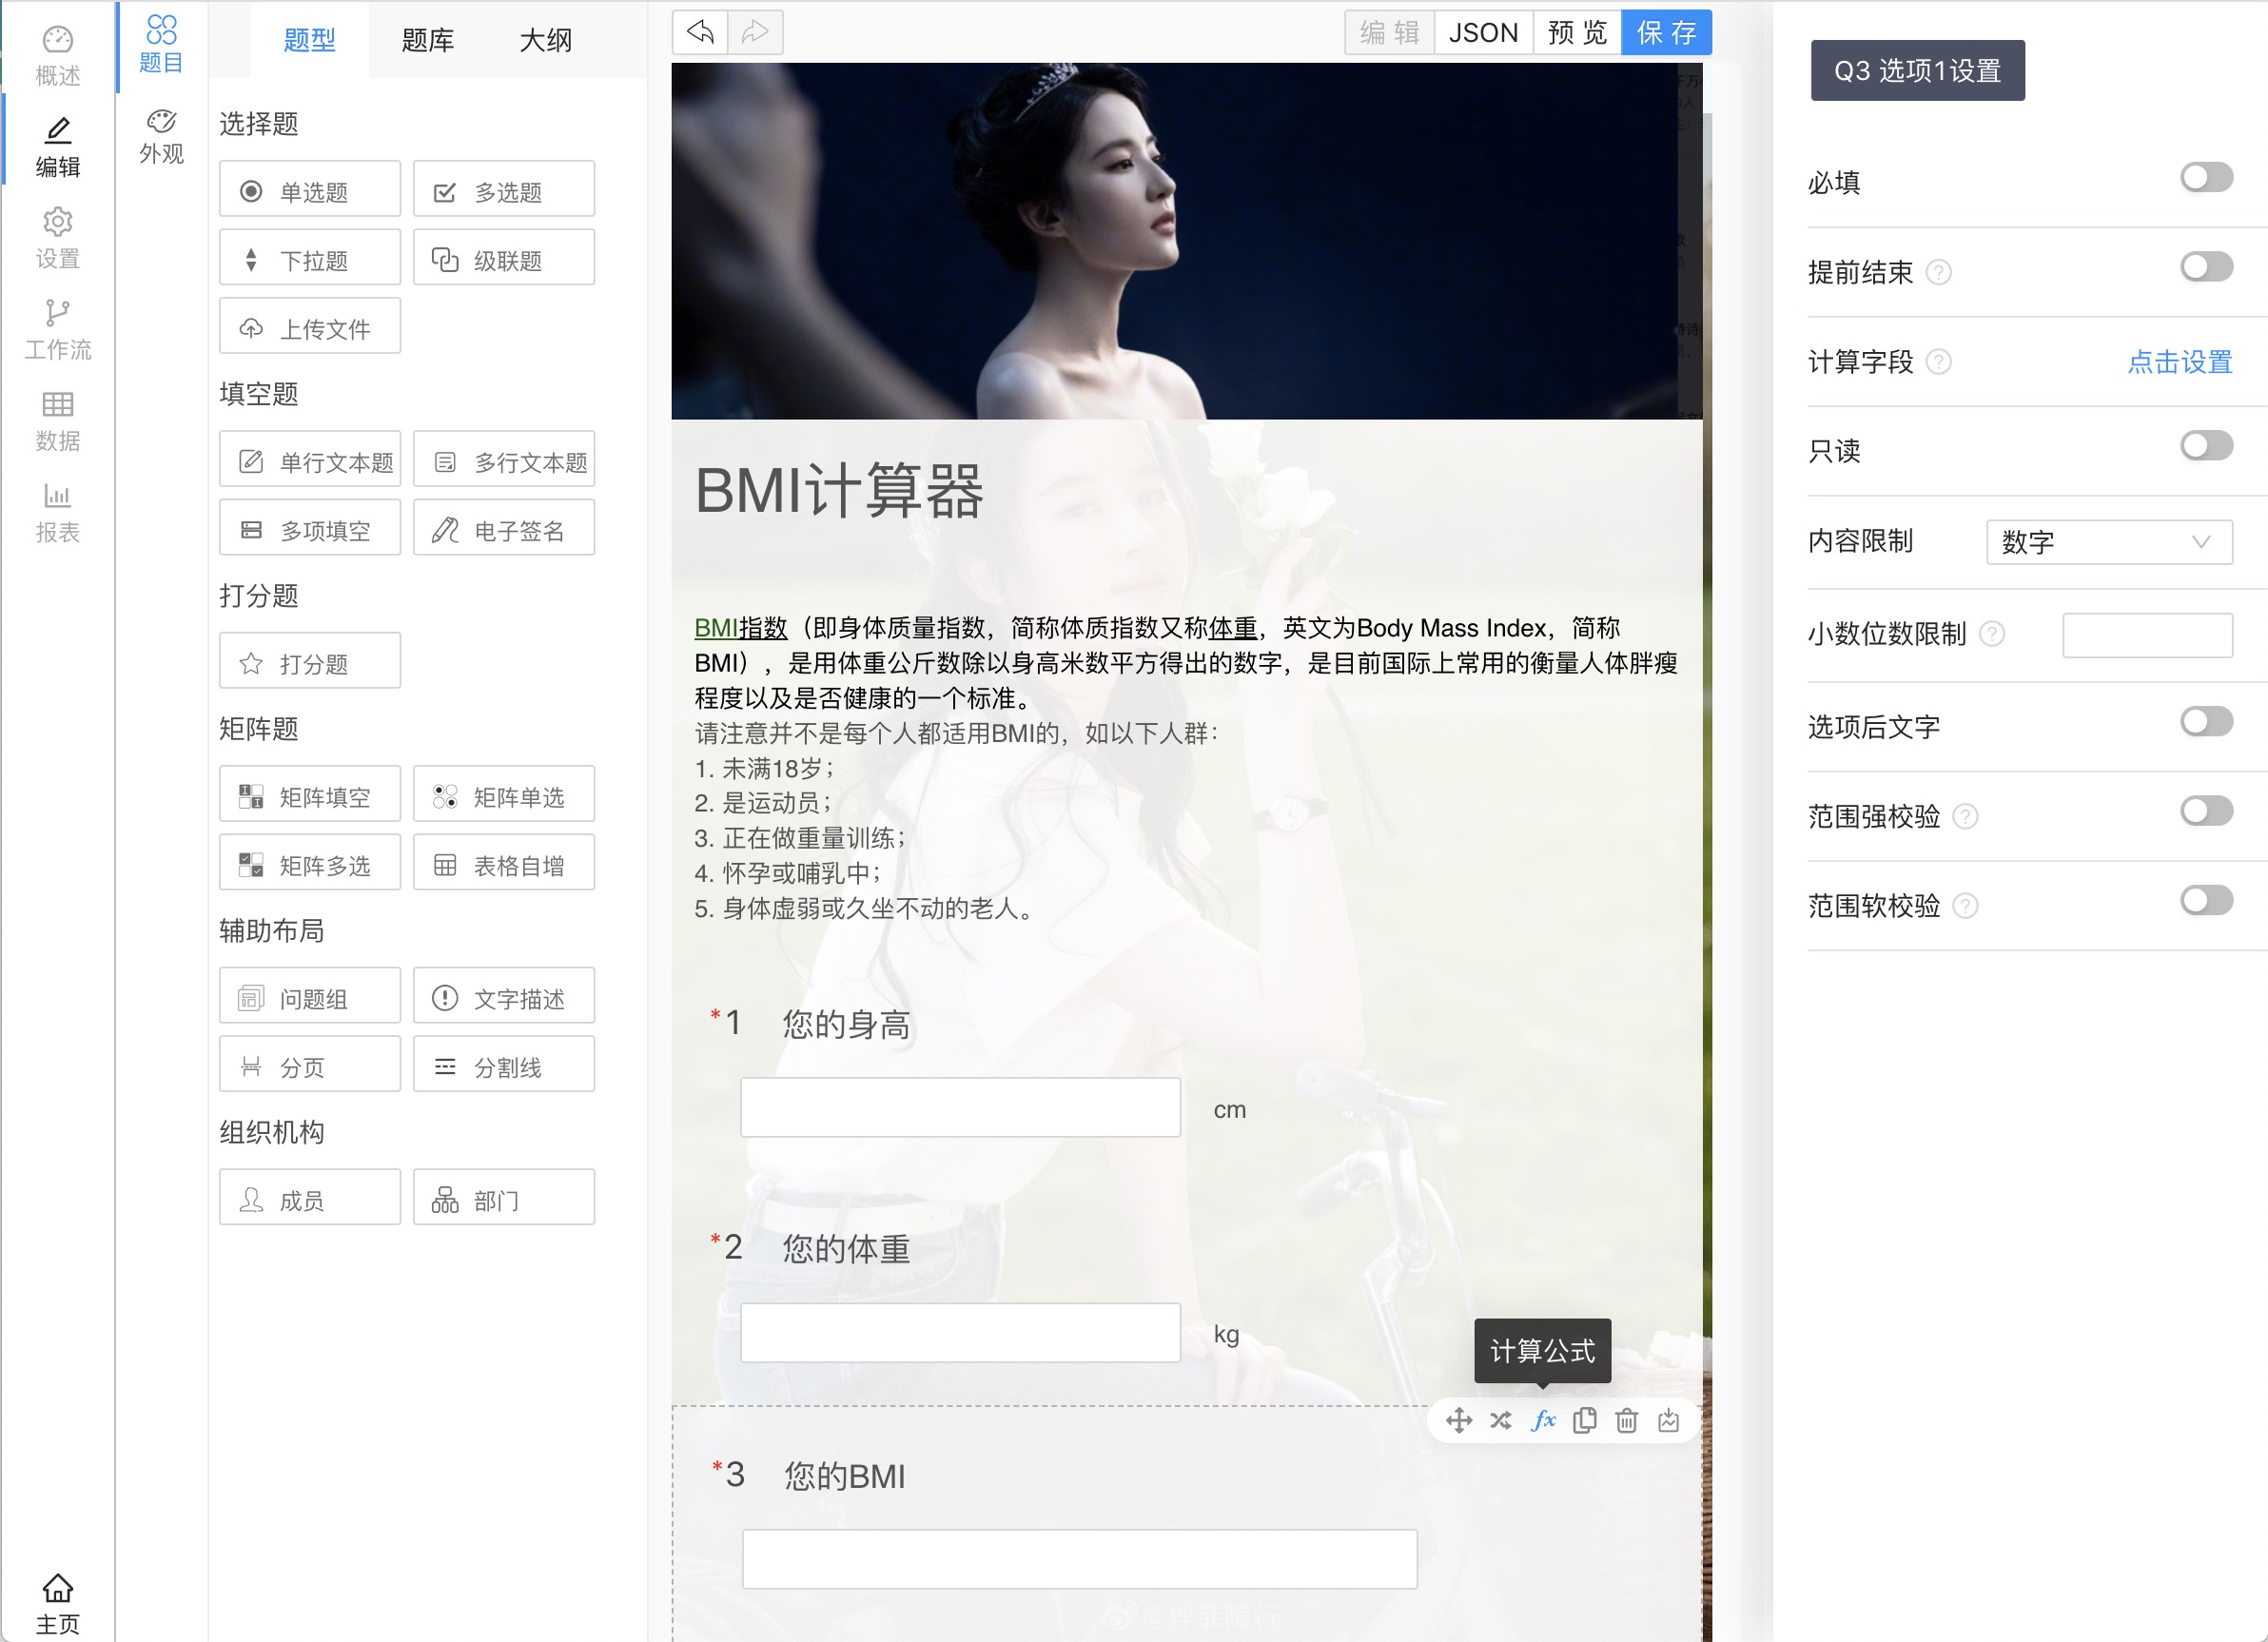 概述
编辑
设置
工作流
数据
报表
主页
题目
外观
题型
题库
大纲
选择题
单选题
多选题
下拉题
级联题
上传文件
填空题
单行文本题
多行文本题
多项填空
电子签名
打分题
打分题
矩阵题
矩阵填空
矩阵单选
矩阵多选
表格自增
辅助布局
问题组
文字描述
分页
分割线
组织机构
成员
部门
编 辑
JSON
预 览
保 存
BMI计算器
BMI指数（即身体质量指数，简称体质指数又称体重，英文为Body Mass Index，简称
BMI），是用体重公斤数除以身高米数平方得出的数字，是目前国际上常用的衡量人体胖瘦
程度以及是否健康的一个标准。
请注意并不是每个人都适用BMI的，如以下人群：
1. 未满18岁；
2. 是运动员；
3. 正在做重量训练；
4. 怀孕或哺乳中；
5. 身体虚弱或久坐不动的老人。
*1 您的身高
cm
*2 您的体重
kg
计算公式
fx
*3 您的BMI
@伴菲随行
Q3 选项1设置
必填
提前结束 ?
计算字段 ?
点击设置
只读
内容限制
数字
小数位数限制 ?
选项后文字
范围强校验 ?
范围软校验 ?